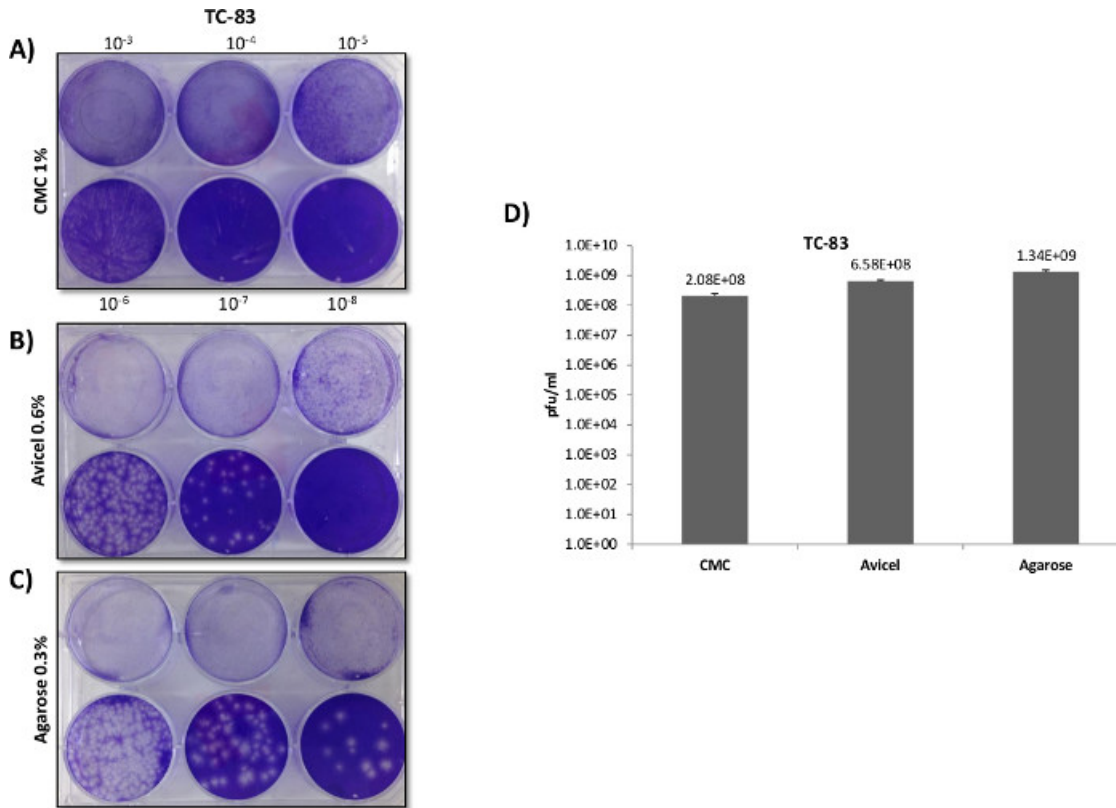 TC-83
10-3 10-4 10-5
A)
CMC 1%
10-6 10-7 10-8
B)
Avicel 0.6%
C)
Agarose 0.3%
D)
TC-83
pfu/ml
1.0E+10
1.0E+09
1.0E+08
1.0E+07
1.0E+06
1.0E+05
1.0E+04
1.0E+03
1.0E+02
1.0E+01
1.0E+00
2.08E+08
6.58E+08
1.34E+09
CMC Avicel Agarose